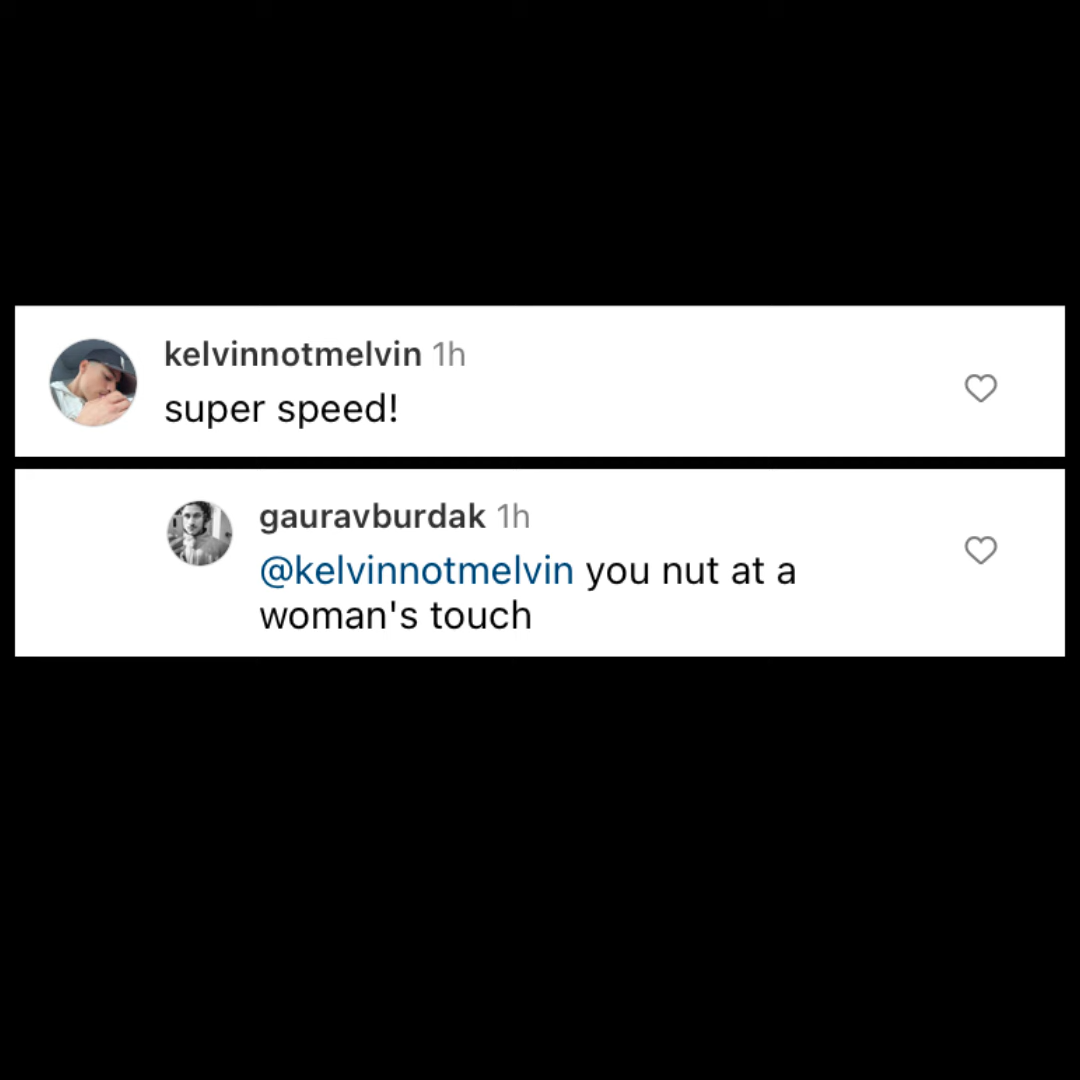 kelvinnotmelvin 1h
super speed!
gauravburdak 1h
@kelvinnotmelvin you nut at a
woman's touch